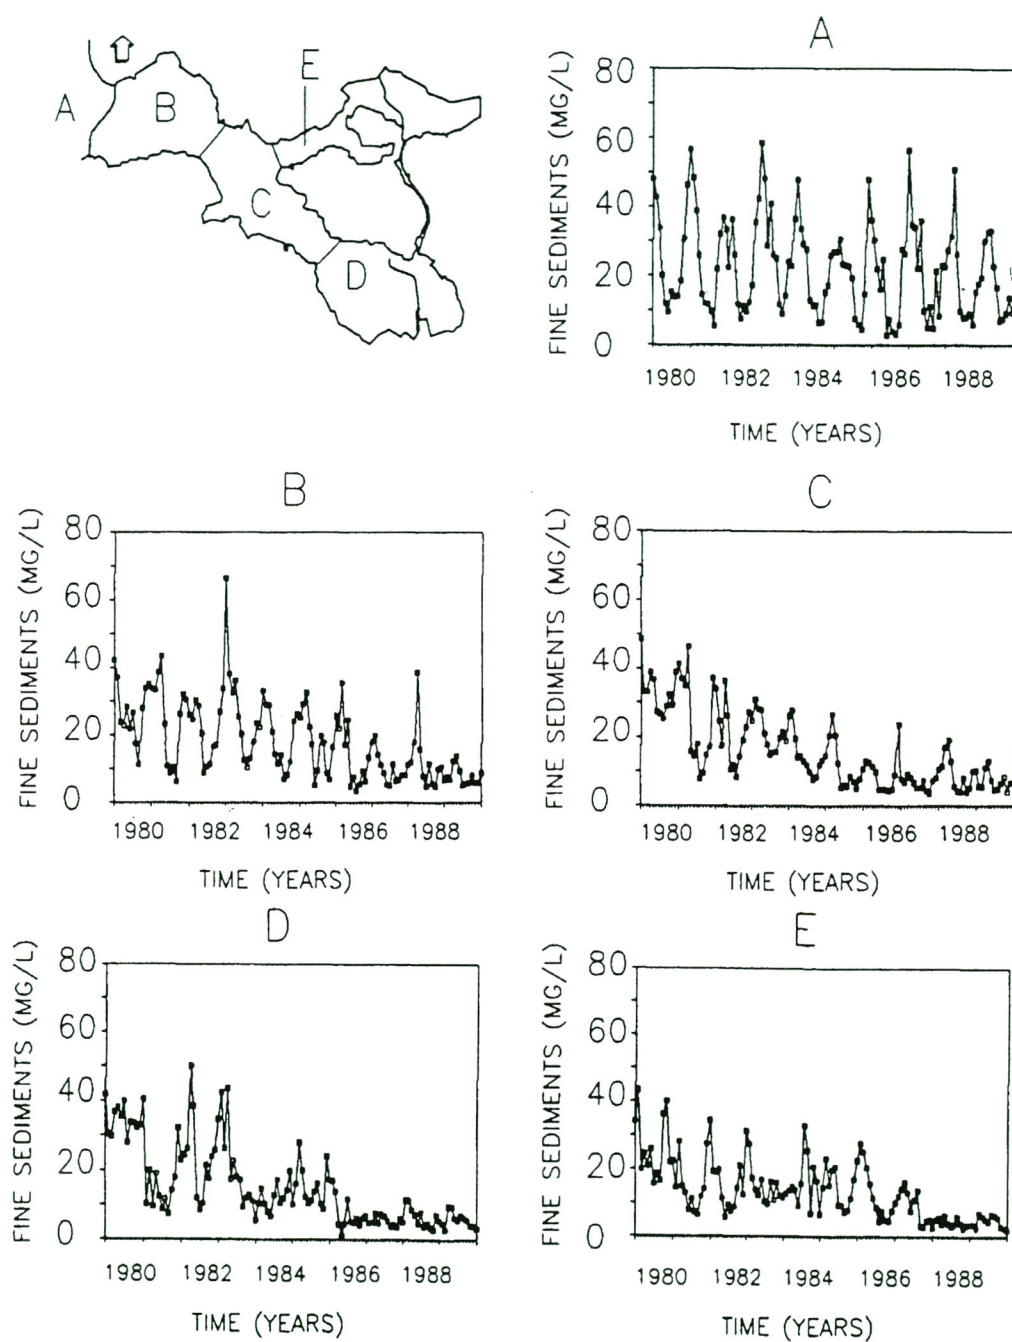 A
B
E
C
D
A
FINE SEDIMENTS (MG/L)
80
60
40
20
0
1980 1982 1984 1986 1988
TIME (YEARS)
B
FINE SEDIMENTS (MG/L)
80
60
40
20
0
1980 1982 1984 1986 1988
TIME (YEARS)
C
FINE SEDIMENTS (MG/L)
80
60
40
20
0
1980 1982 1984 1986 1988
TIME (YEARS)
D
FINE SEDIMENTS (MG/L)
80
60
40
20
0
1980 1982 1984 1986 1988
TIME (YEARS)
E
FINE SEDIMENTS (MG/L)
80
60
40
20
0
1980 1982 1984 1986 1988
TIME (YEARS)